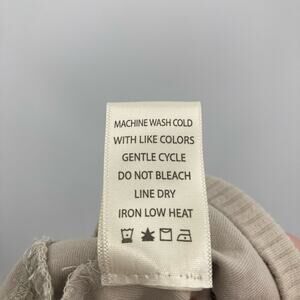 MACHINE WASH COLD
WITH LIKE COLORS
GENTLE CYCLE
DO NOT BLEACH
LINE DRY
IRON LOW HEAT